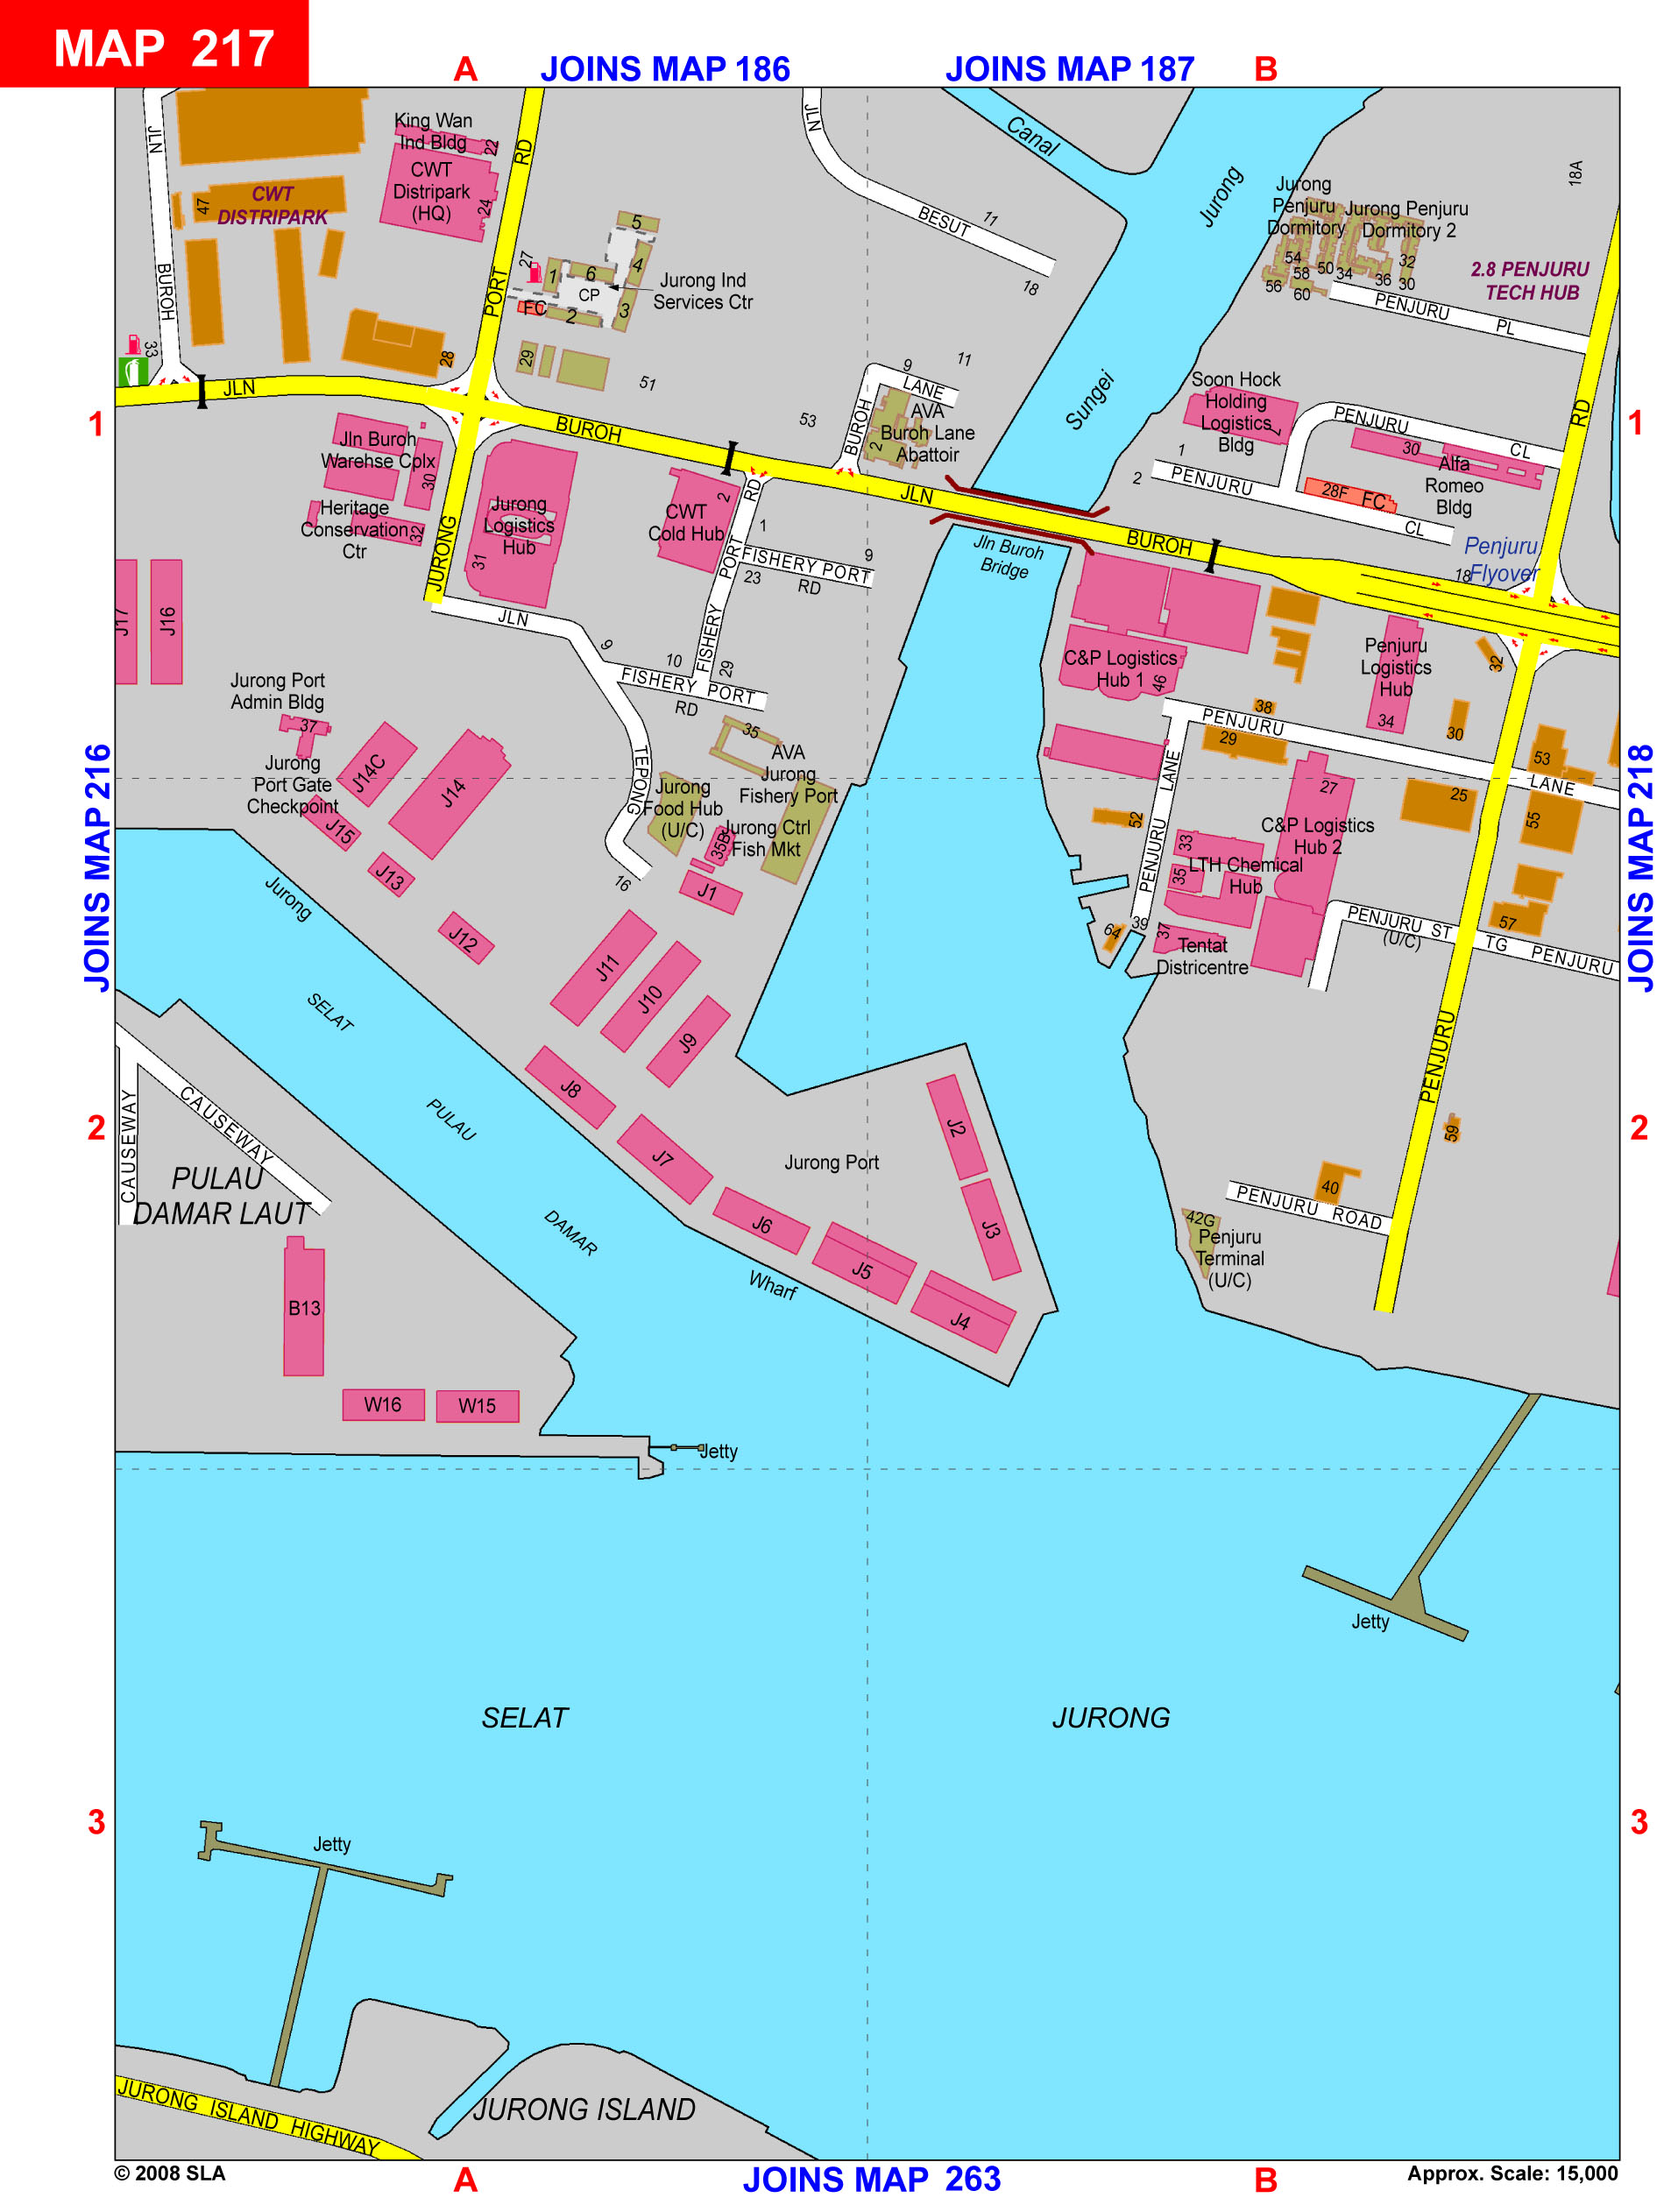 MAP 217
A
JOINS MAP 186
JOINS MAP 187
B
JLN
BUROH
33
47
CWT
DISTRIPARK
King Wan
Ind Bldg
22
CWT
Distripark
(HQ)
24
RD
PORT
28
27
5
4
6
1
CP
3
2
FC
Jurong Ind
Services Ctr
29
51
53
JLN
BESUT
11
18
Canal
Jurong
Sungei
Jurong
Penjuru
Dormitory
Jurong Penjuru
Dormitory 2
54
58
50
34
36
32
30
56
60
18A
2.8 PENJURU
TECH HUB
PENJURU PL
1
1
JLN
BUROH
9
11
LANE
BUROH
2
AVA
Buroh Lane
Abattoir
Soon Hock
Holding
Logistics
Bldg
7
PENJURU
CL
30
Alfa
Romeo
Bldg
28F FC
1
2
PENJURU
CL
RD
Jln Buroh
Warehse Cplx
30
Heritage
Conservation
Ctr
32
JURONG
Jurong
Logistics
Hub
31
CWT
Cold Hub
2
RD
PORT
FISHERY
1
JLN
BUROH
Jln Buroh
Bridge
Penjuru
Flyover
18
FISHERY PORT
RD
9
23
J17
J16
JLN
TEPONG
9
10
29
FISHERY PORT
RD
C&P Logistics
Hub 1
46
Penjuru
Logistics
Hub
34
32
30
38
29
PENJURU
LANE
53
Jurong Port
Admin Bldg
37
Jurong
Port Gate
Checkpoint
J14C
J14
J15
J13
J12
35
AVA
Jurong
Fishery Port
Jurong
Food Hub
(U/C)
35B
Jurong Ctrl
Fish Mkt
16
J1
JOINS MAP 216
JOINS MAP 218
LANE
PENJURU
52
27
C&P Logistics
Hub 2
25
55
33
LTH Chemical
Hub
35
64
39
37
Tentat
Districentre
PENJURU ST
(U/C)
57
TG PENJURU
J11
J10
J9
J8
J7
J6
J5
J4
J2
J3
Jurong Port
Jurong
Wharf
SELAT
PULAU
DAMAR
CAUSEWAY
CAUSEWAY
2
2
PULAU
DAMAR LAUT
B13
W16
W15
Jetty
PENJURU
59
40
PENJURU ROAD
42G
Penjuru
Terminal
(U/C)
Jetty
SELAT
JURONG
3
3
Jetty
JURONG ISLAND
JURONG ISLAND HIGHWAY
© 2008 SLA
A
JOINS MAP 263
B
Approx. Scale: 15,000